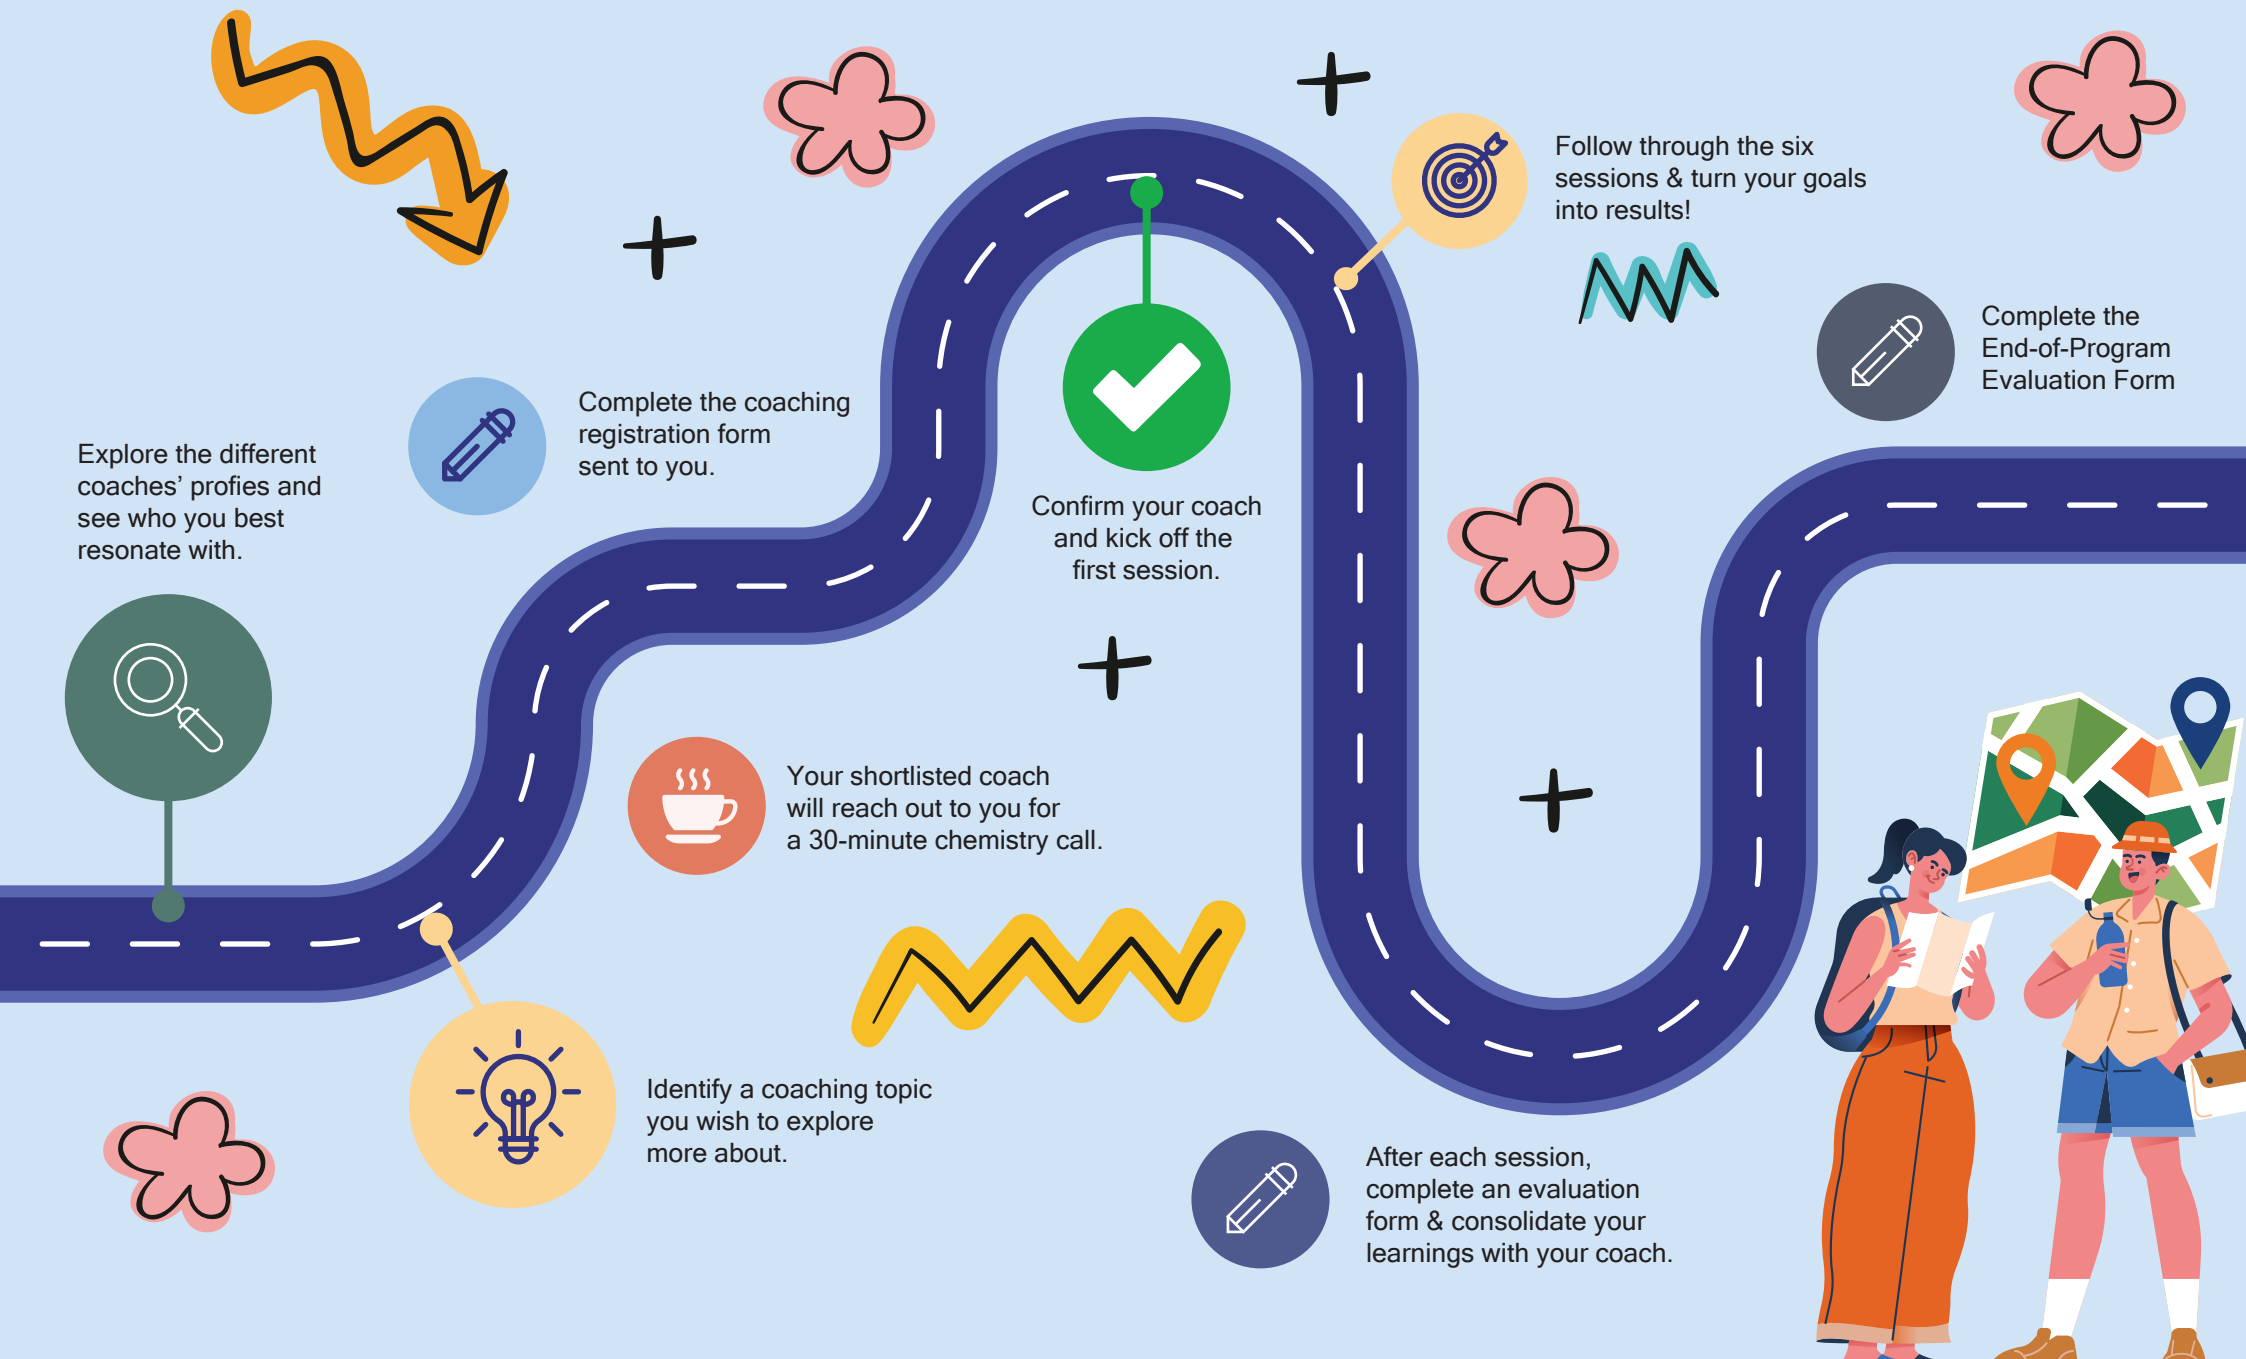 Explore the different
coaches’ profies and
see who you best
resonate with.
Identify a coaching topic
you wish to explore
more about.
Complete the coaching
registration form
sent to you.
Your shortlisted coach
will reach out to you for
a 30-minute chemistry call.
Confirm your coach
and kick off the
first session.
Follow through the six
sessions & turn your goals
into results!
After each session,
complete an evaluation
form & consolidate your
learnings with your coach.
Complete the
End-of-Program
Evaluation Form